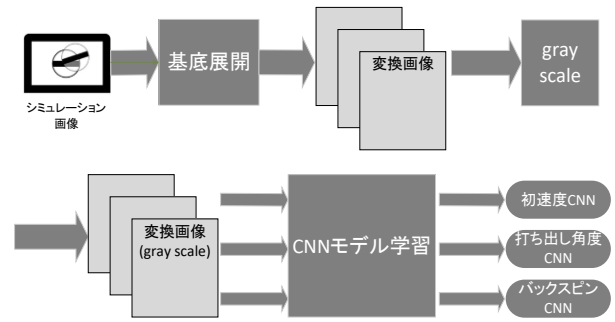 シミュレーション
画像
基底展開
変換画像
gray
scale
変換画像
(gray scale)
CNNモデル学習
初速度CNN
打ち出し角度
CNN
バックスピン
CNN